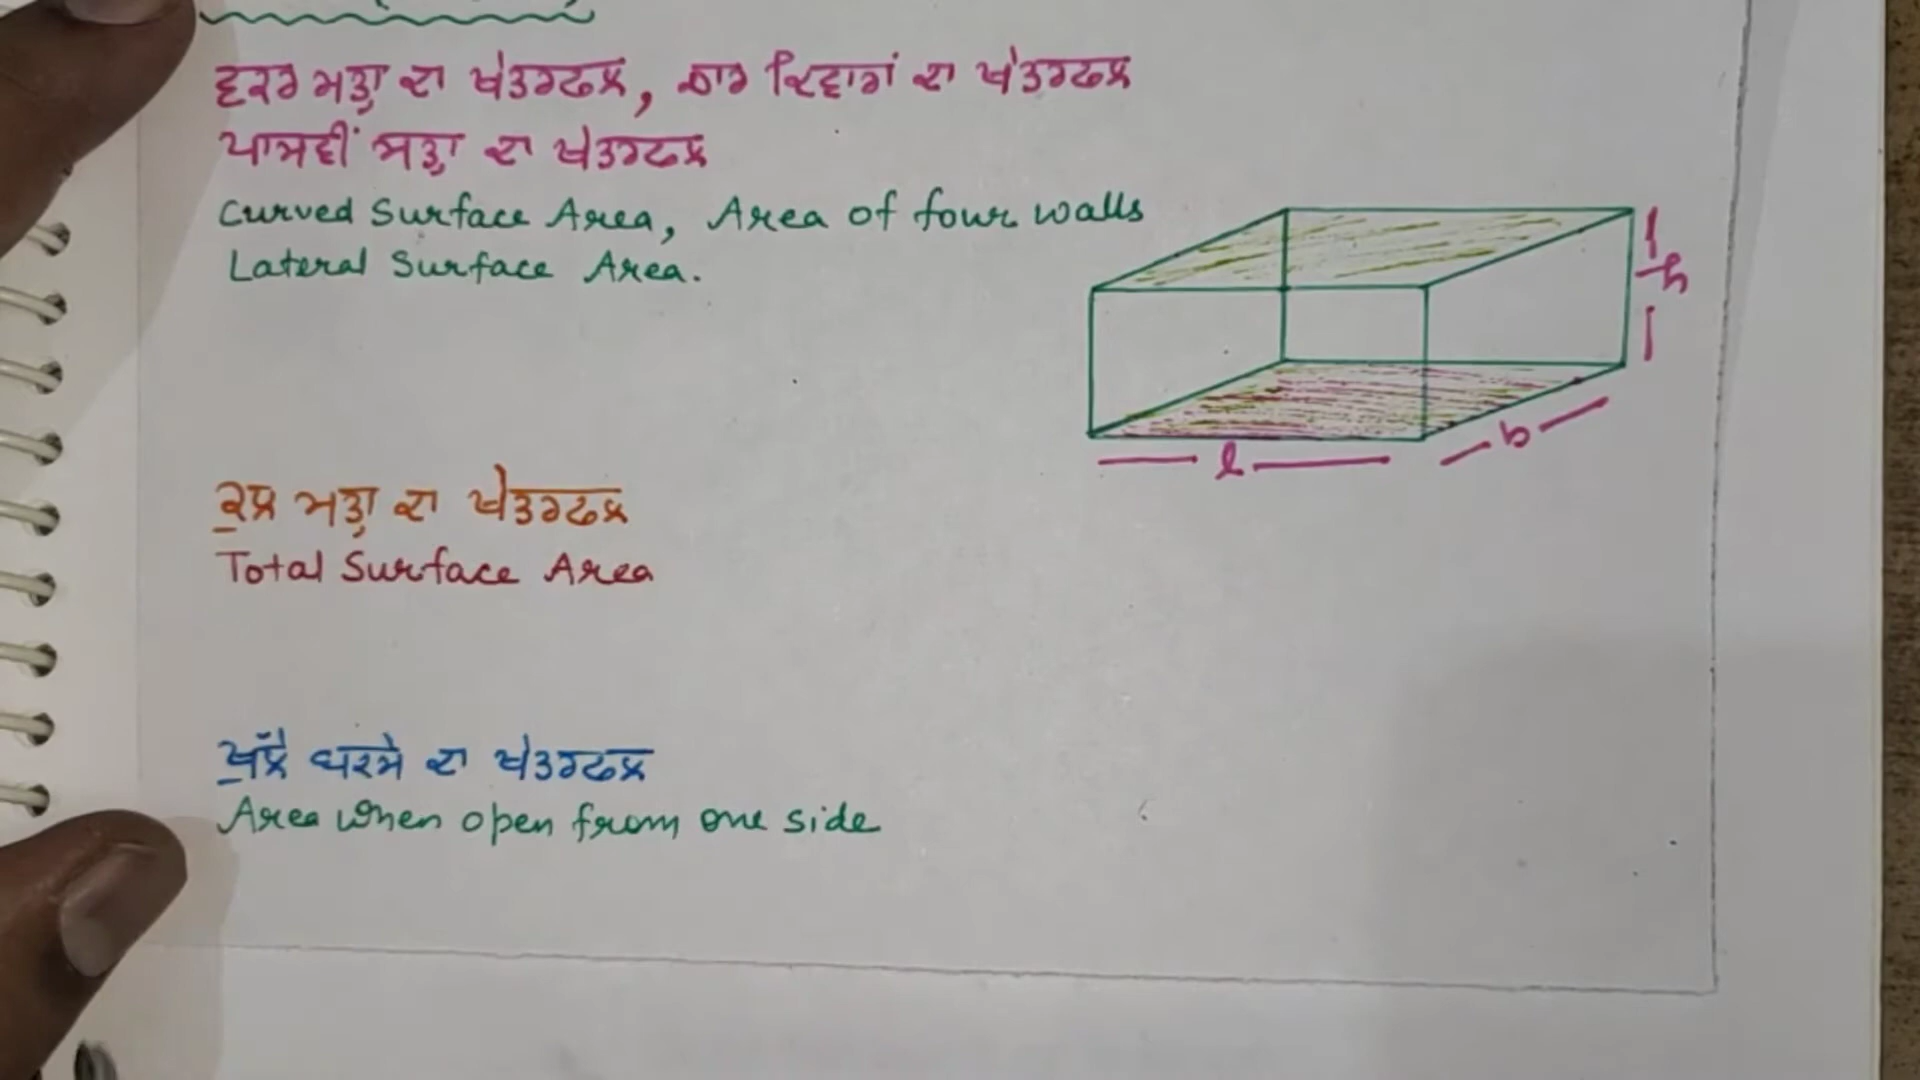 ਵਕਰ ਸਤ੍ਹਾ ਦਾ ਖੇਤਰਫਲ, ਚਾਰ ਦਿਵਾਰਾਂ ਦਾ ਖੇਤਰਫਲ
ਪਾਸਵੀਂ ਸਤ੍ਹਾ ਦਾ ਖੇਤਰਫਲ
Curved Surface Area, Area of four walls
Lateral Surface Area.
h
b
l
ਕੁਲ ਸਤ੍ਹਾ ਦਾ ਖੇਤਰਫਲ
Total Surface Area
ਖੁੱਲੇ ਬਕਸੇ ਦਾ ਖੇਤਰਫਲ
Area when open from one side